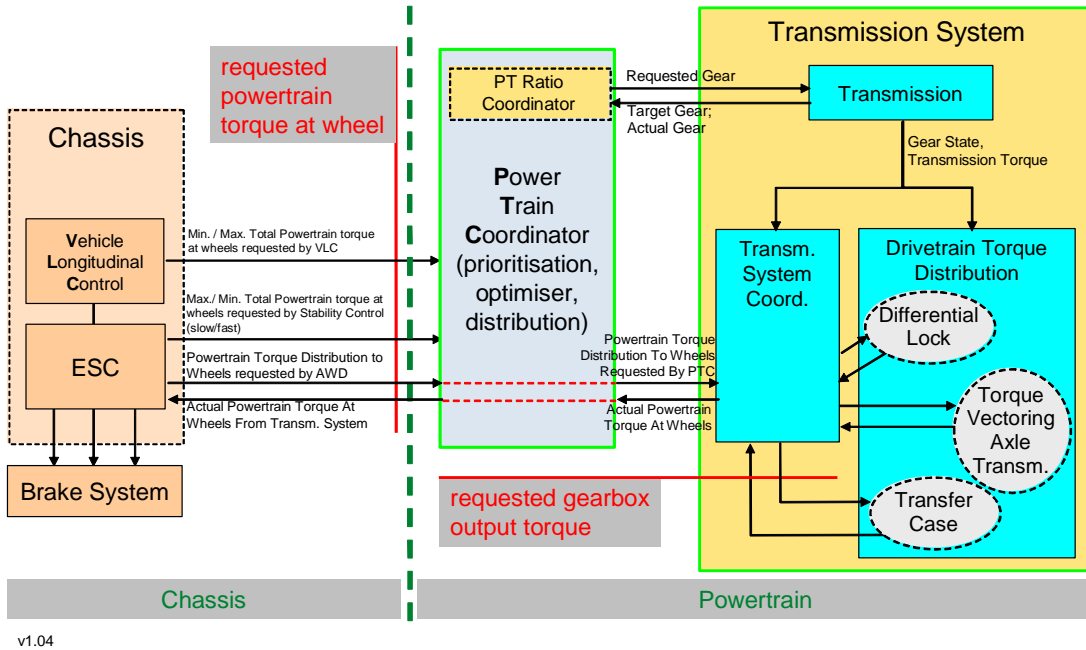 Transmission System
requested
powertrain
torque at wheel
PT Ratio
Coordinator
Requested Gear
Target Gear;
Actual Gear
Transmission
Gear State,
Transmission Torque
Chassis
Vehicle
Longitudinal
Control
ESC
Brake System
Min. / Max. Total Powertrain torque
at wheels requested by VLC
Max./ Min. Total Powertrain torque at
wheels requested by Stability Control
(slow/fast)
Powertrain Torque Distribution to
Wheels requested by AWD
Actual Powertrain Torque At
Wheels From Transm. System
Power
Train
Coordinator
(prioritisation,
optimiser,
distribution)
Powertrain Torque
Distribution To Wheels
Requested By PTC
Actual Powertrain
Torque At Wheels
Transm.
System
Coord.
Drivetrain Torque
Distribution
Differential
Lock
Torque
Vectoring
Axle
Transm.
Transfer
Case
requested gearbox
output torque
Chassis
Powertrain
v1.04